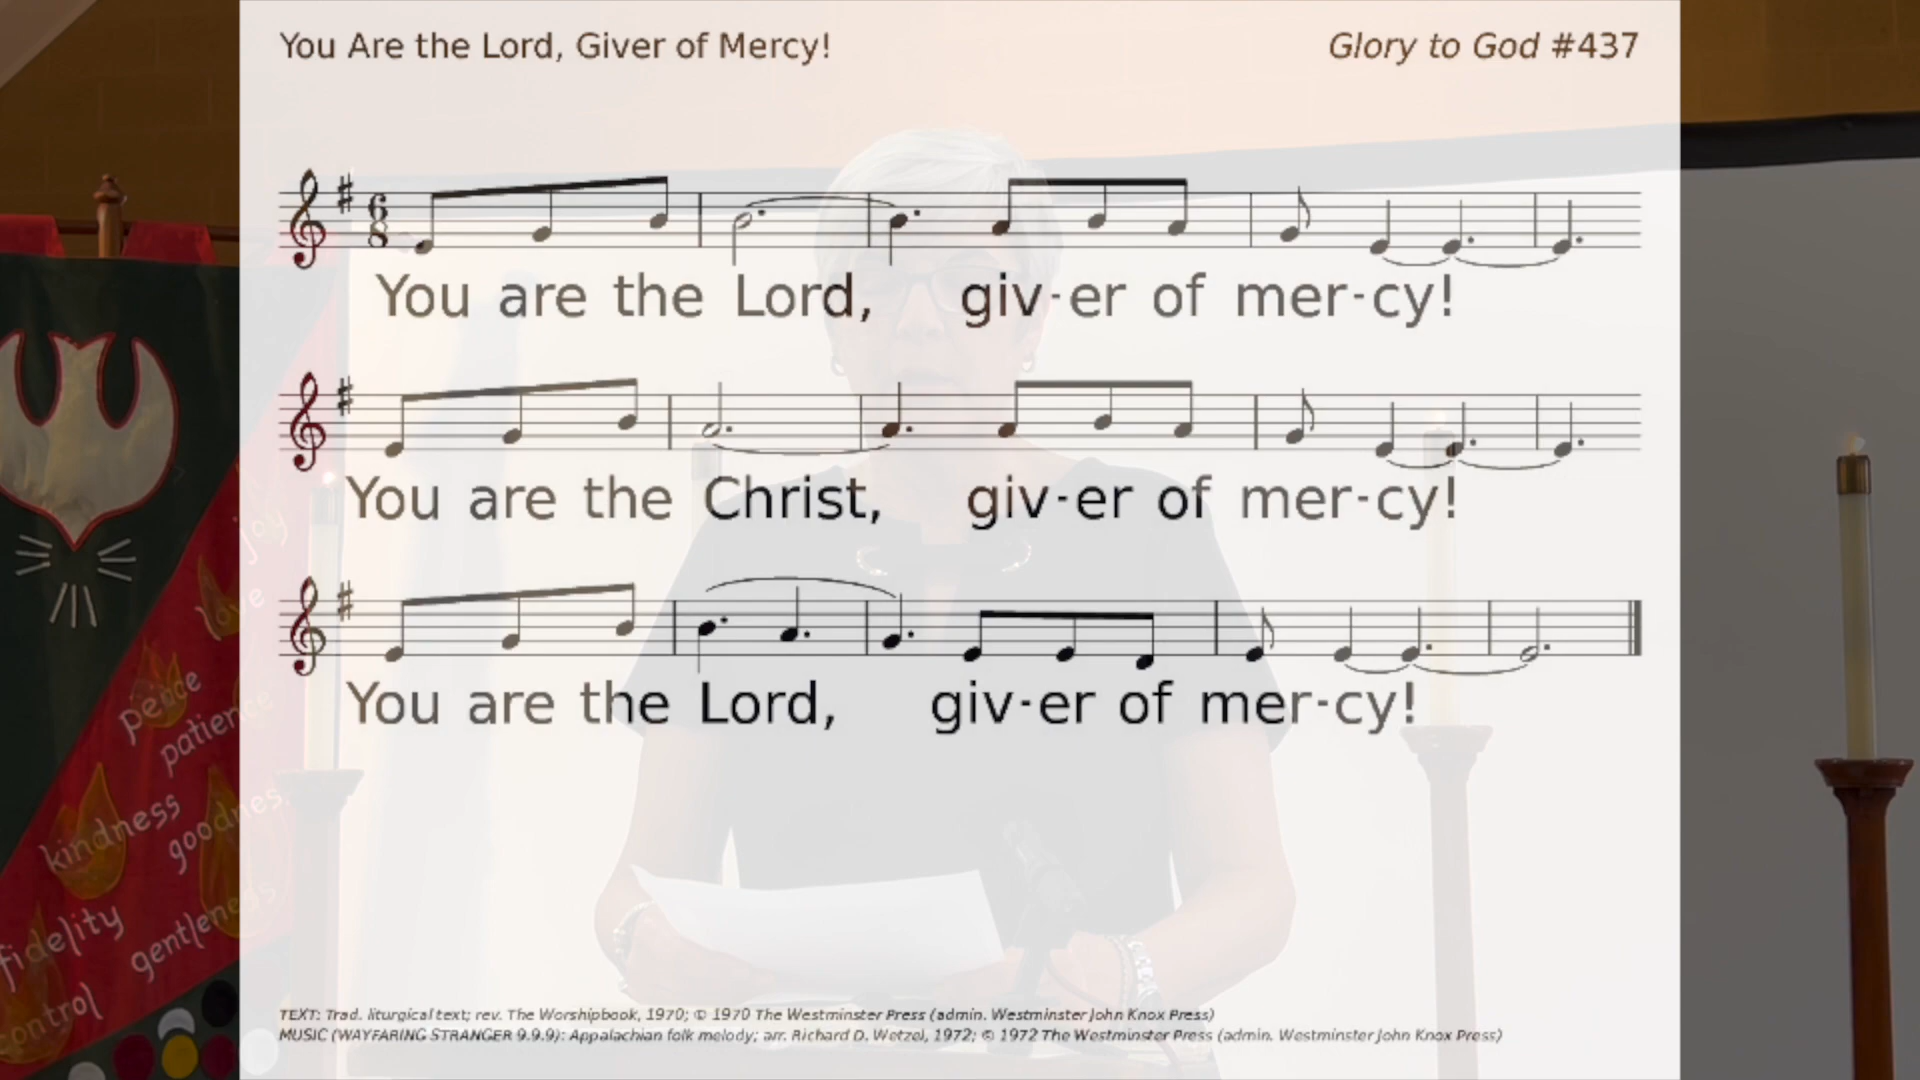 You Are the Lord, Giver of Mercy!
Glory to God #437
6
8
You are the Lord, giv-er of mer-cy!
You are the Christ, giv-er of mer-cy!
You are the Lord, giv-er of mer-cy!
TEXT: Trad. liturgical text; rev. The Worshipbook, 1970; © 1970 The Westminster Press (admin. Westminster John Knox Press)
MUSIC (WAYFARING STRANGER 9.9.9): Appalachian folk melody; arr. Richard D. Wetzel, 1972; © 1972 The Westminster Press (admin. Westminster John Knox Press)
joy
love
peace
patience
kindness
goodness
fidelity
gentleness
control